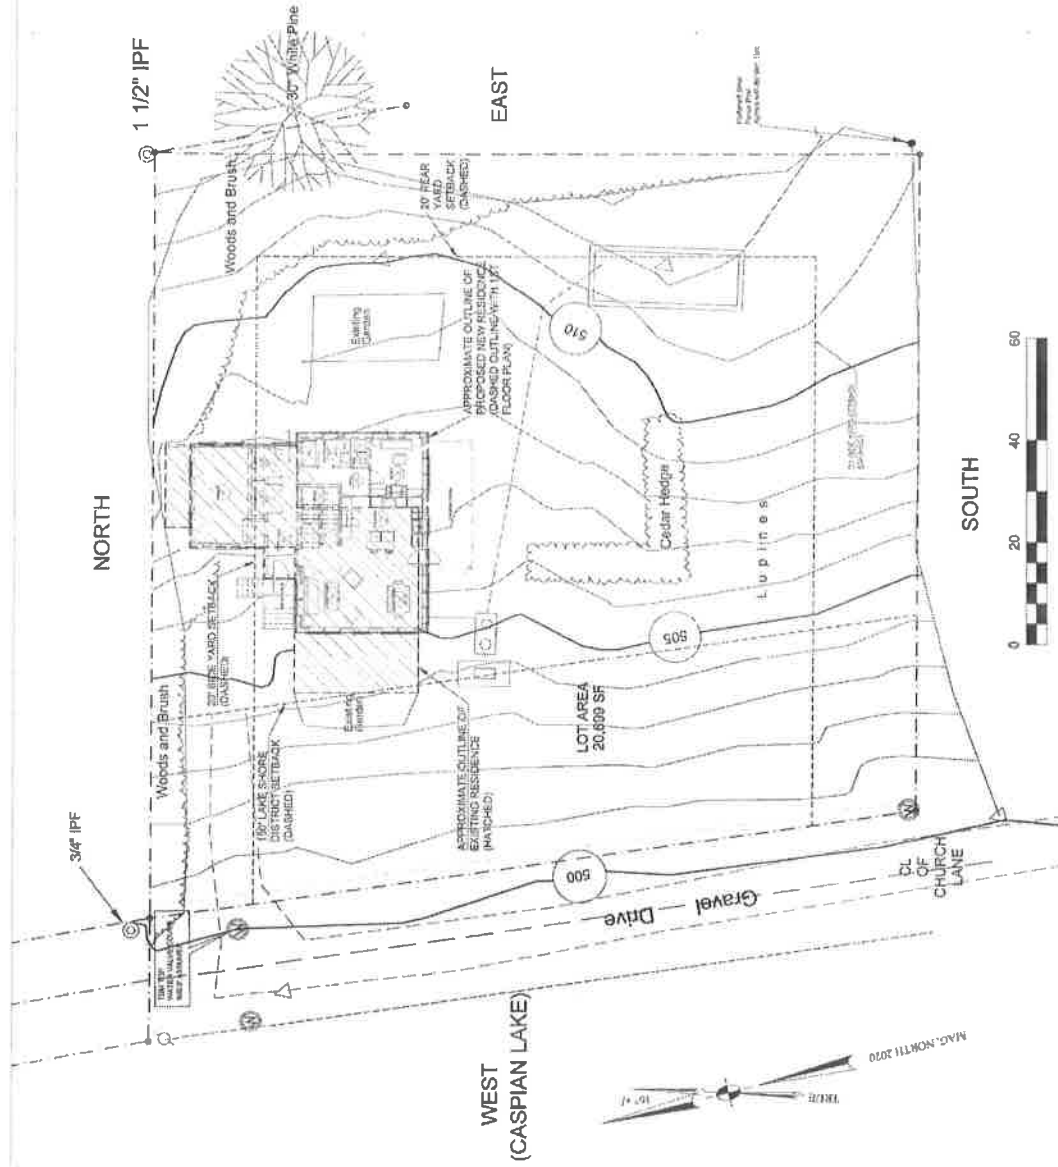 1 1/2" IPF
30" White Pine
EAST
Woods and Brush
20' REAR
YARD
SETBACK
(DASHED)
NORTH
Existing
Garden
APPROXIMATE OUTLINE OF
PROPOSED NEW RESIDENCE
(DASHED OUTLINE WITH 1ST
FLOOR PLAN)
510
Cedar Hedge
Lupines
SOUTH
0
20
40
60
20' SIDE YARD SETBACK
(DASHED)
505
Woods and Brush
Existing
Garden
150' LAKE SHORE
DISTRICT SETBACK
(DASHED)
APPROXIMATE OUTLINE OF
EXISTING RESIDENCE
(HATCHED)
LOT AREA
20,609 SF
3/4" IPF
500
Gravel Drive
CL
OF
CHURCH
LANE
W
W
W
WEST
(CASPIAN LAKE)
MAG. NORTH 2020
TRUE